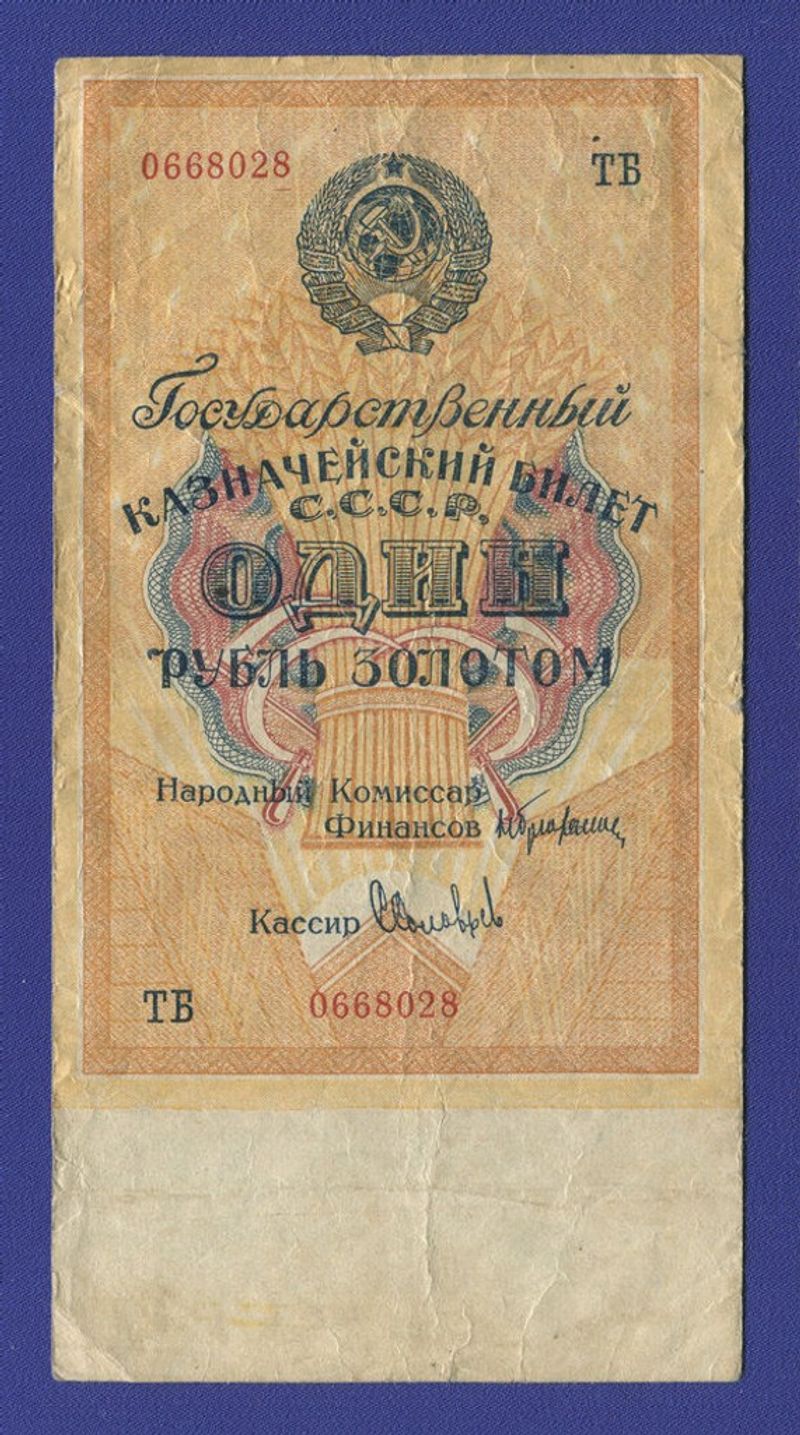 0668028 ТБ
Государственный
КАЗНАЧЕЙСКИЙ БИЛЕТ
С.С.С.Р.
ОДИН
РУБЛЬ ЗОЛОТОМ
Народный Комиссар
Финансов
Кассир
ТБ 0668028